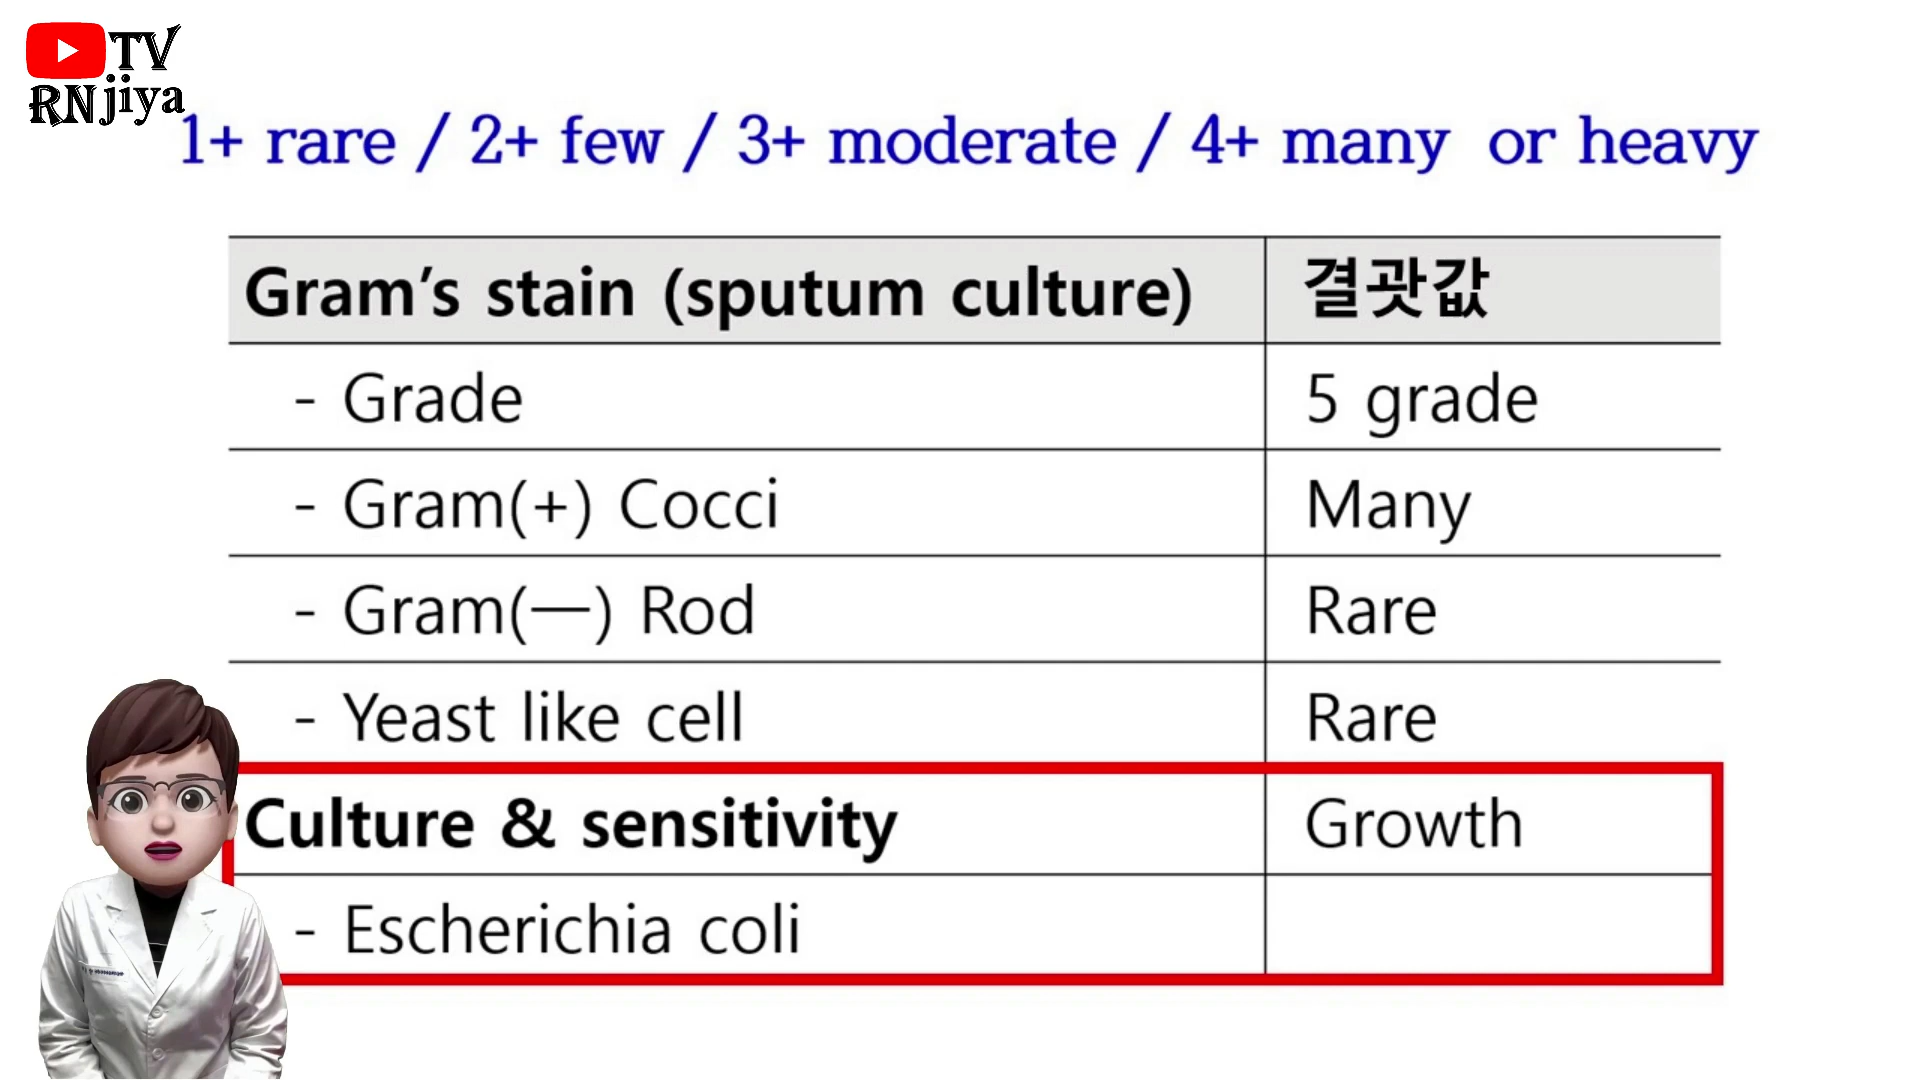 TV
RNjiya
1+ rare / 2+ few / 3+ moderate / 4+ many or heavy
Gram’s stain (sputum culture) 결괏값
- Grade 5 grade
- Gram(+) Cocci Many
- Gram(—) Rod Rare
- Yeast like cell Rare
Culture & sensitivity Growth
- Escherichia coli